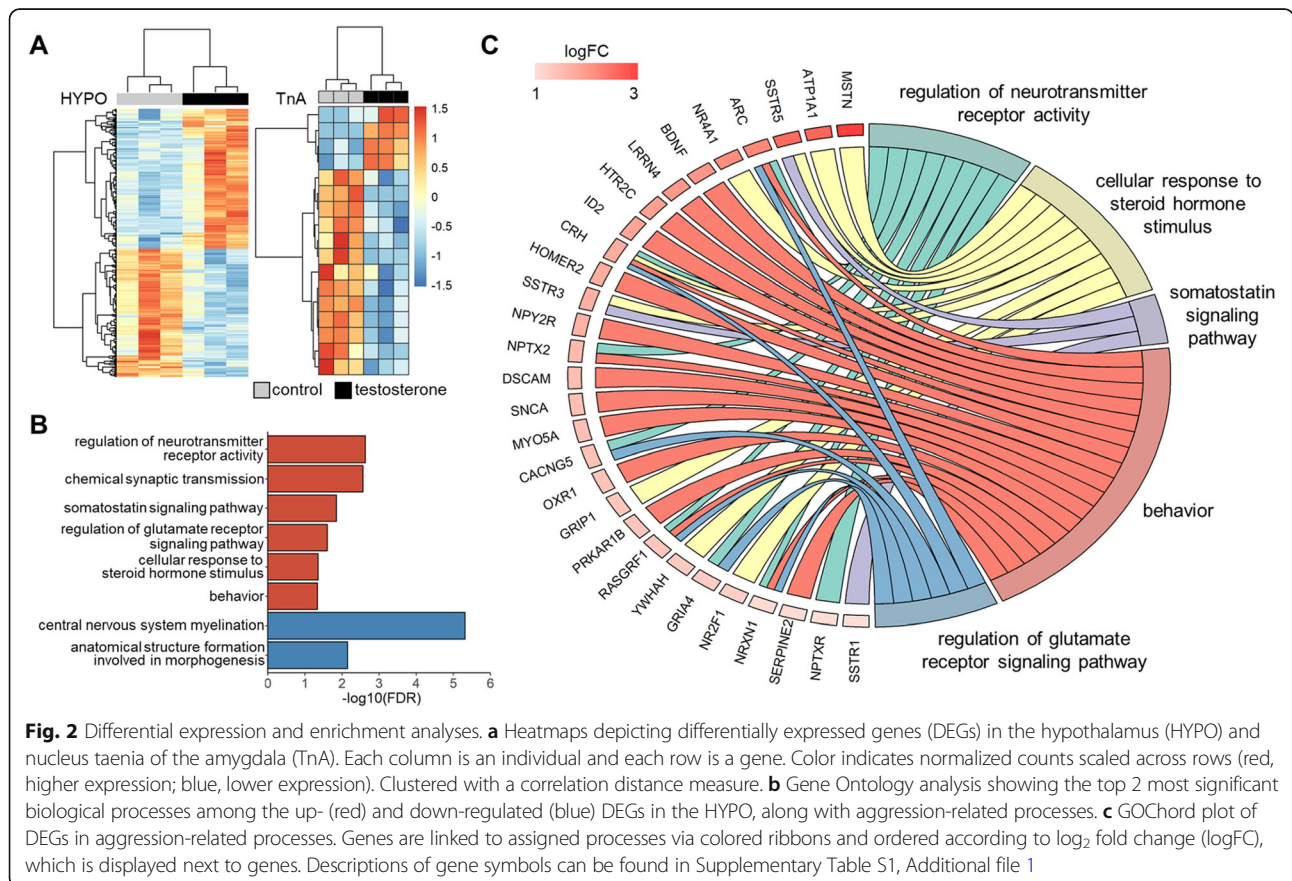 A
HYPO
TnA
1.5
1
0.5
0
-0.5
-1
-1.5
control
testosterone
B
regulation of neurotransmitter
receptor activity
chemical synaptic transmission
somatostatin signaling pathway
regulation of glutamate receptor
signaling pathway
cellular response to
steroid hormone stimulus
behavior
central nervous system myelination
anatomical structure formation
involved in morphogenesis
0 1 2 3 4 5 6
-log10(FDR)
C
logFC
1 3
MSTN
ATP1A1
SSTR5
ARC
NR4A1
BDNF
LRRN4
HTR2C
ID2
CRH
HOMER2
SSTR3
NPY2R
NPTX2
DSCAM
SNCA
MYO5A
CACNG5
OXR1
GRIP1
PRKAR1B
RASGRF1
YWHAH
GRIA4
NR2F1
NRXN1
SERPINE2
NPTXR
SSTR1
regulation of neurotransmitter
receptor activity
cellular response to
steroid hormone
stimulus
somatostatin
signaling
pathway
behavior
regulation of glutamate
receptor signaling pathway
Fig. 2 Differential expression and enrichment analyses. a Heatmaps depicting differentially expressed genes (DEGs) in the hypothalamus (HYPO) and
nucleus taenia of the amygdala (TnA). Each column is an individual and each row is a gene. Color indicates normalized counts scaled across rows (red,
higher expression; blue, lower expression). Clustered with a correlation distance measure. b Gene Ontology analysis showing the top 2 most significant
biological processes among the up- (red) and down-regulated (blue) DEGs in the HYPO, along with aggression-related processes. c GOChord plot of
DEGs in aggression-related processes. Genes are linked to assigned processes via colored ribbons and ordered according to log2 fold change (logFC),
which is displayed next to genes. Descriptions of gene symbols can be found in Supplementary Table S1, Additional file 1